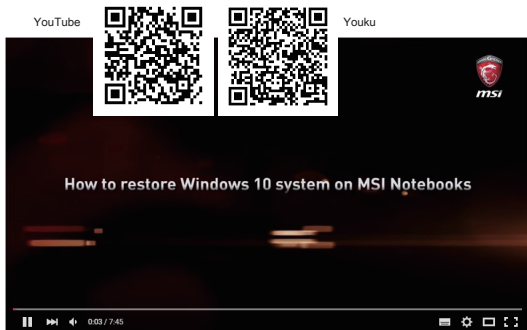 YouTube
Youku
msi
How to restore Windows 10 system on MSI Notebooks
0:03 / 7:45